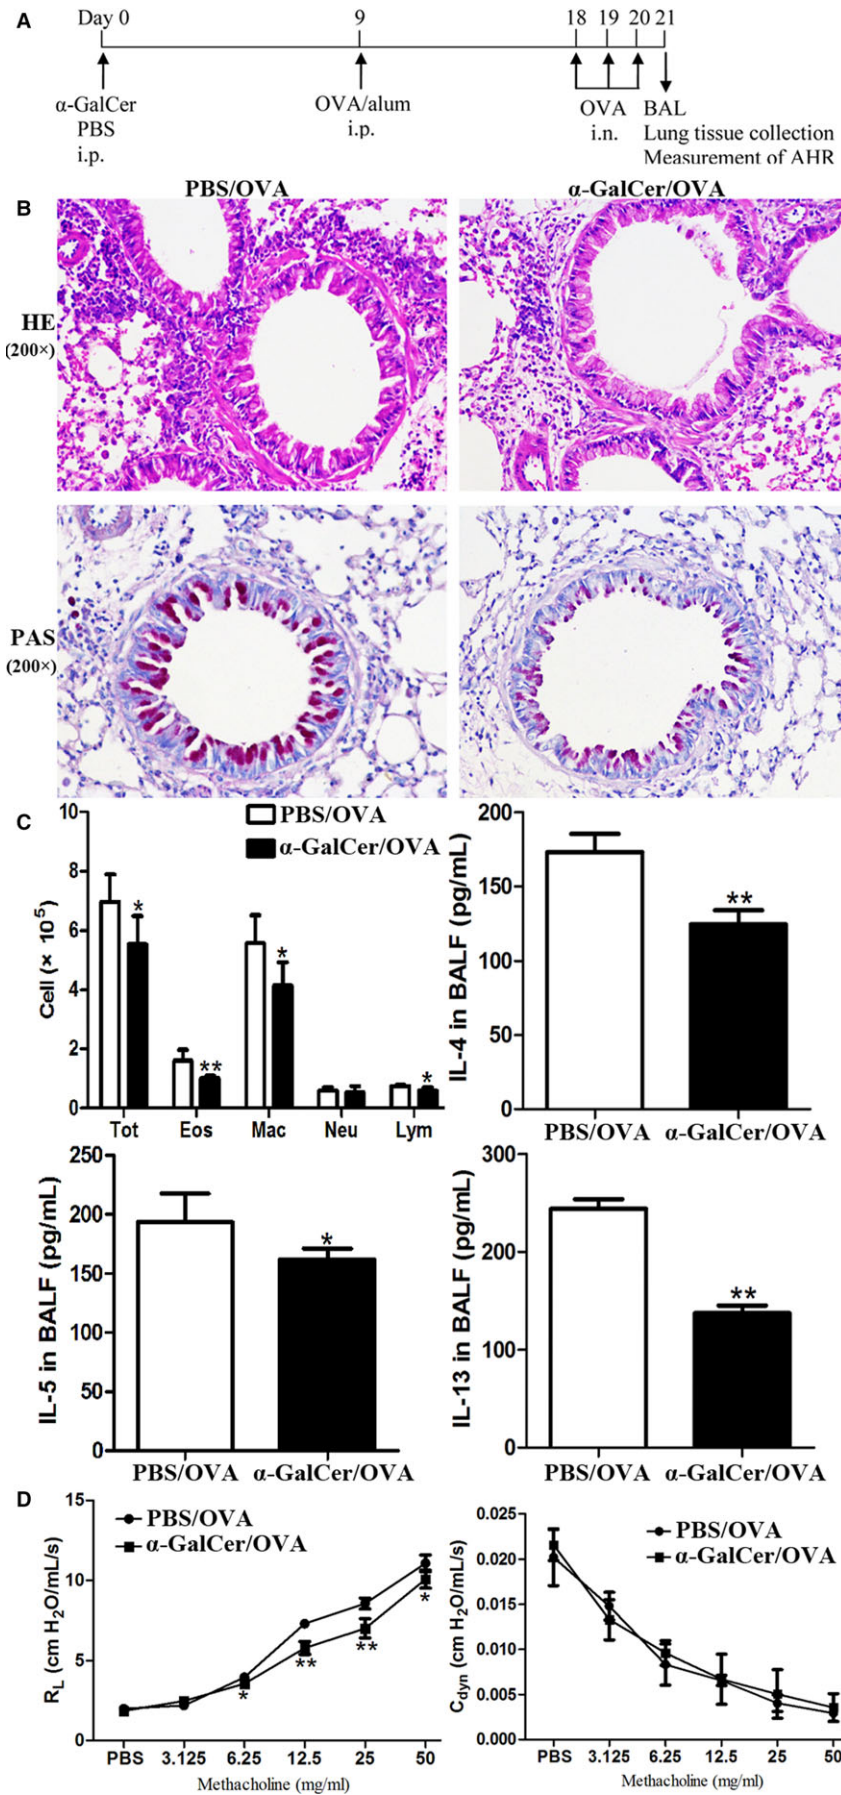 A
Day 0 9 18 19 20 21
α-GalCer OVA/alum OVA BAL
PBS i.p. i.n. Lung tissue collection
i.p. Measurement of AHR
B
PBS/OVA α-GalCer/OVA
HE
(200×)
PAS
(200×)
C
PBS/OVA
α-GalCer/OVA
Cell (× 10⁵)
10
8
6
4
2
0
* ** * *
Tot Eos Mac Neu Lym
IL-4 in BALF (pg/mL)
200
150
100
50
0
**
PBS/OVA α-GalCer/OVA
IL-5 in BALF (pg/mL)
250
200
150
100
50
0
*
PBS/OVA α-GalCer/OVA
IL-13 in BALF (pg/mL)
300
200
100
0
**
PBS/OVA α-GalCer/OVA
D
PBS/OVA
α-GalCer/OVA
R_L (cm H₂O/mL/s)
15
10
5
0
* ** ** *
PBS 3.125 6.25 12.5 25 50
Methacholine (mg/ml)
PBS/OVA
α-GalCer/OVA
C_dyn (cm H₂O/mL/s)
0.025
0.020
0.015
0.010
0.005
0.000
PBS 3.125 6.25 12.5 25 50
Methacholine (mg/ml)